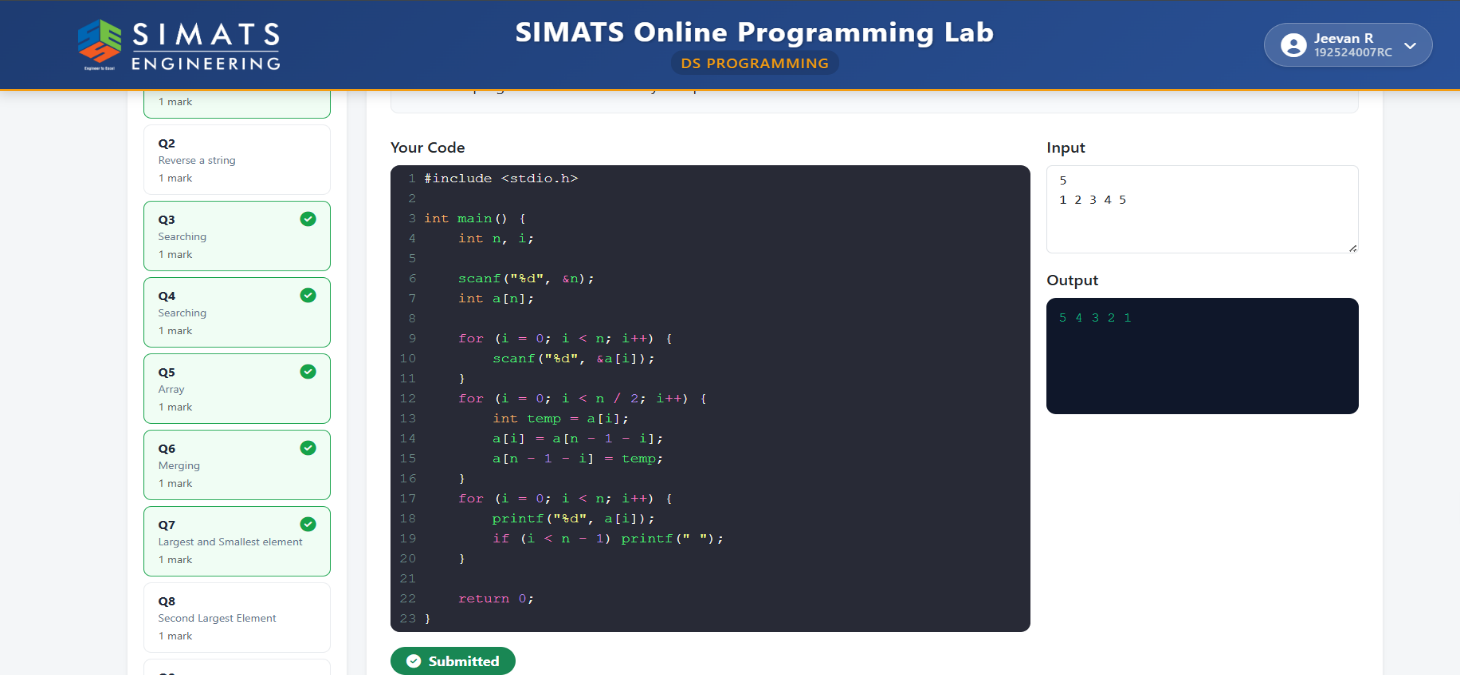 SIMATS
ENGINEERING
Engineer to Excel
SIMATS Online Programming Lab
DS PROGRAMMING
Jeevan R
192524007RC
1 mark
Q2
Reverse a string
1 mark
Q3
Searching
1 mark
Q4
Searching
1 mark
Q5
Array
1 mark
Q6
Merging
1 mark
Q7
Largest and Smallest element
1 mark
Q8
Second Largest Element
1 mark
Your Code
1 #include <stdio.h>
2
3 int main() {
4     int n, i;
5
6     scanf("%d", &n);
7     int a[n];
8
9     for (i = 0; i < n; i++) {
10         scanf("%d", &a[i]);
11     }
12     for (i = 0; i < n / 2; i++) {
13         int temp = a[i];
14         a[i] = a[n - 1 - i];
15         a[n - 1 - i] = temp;
16     }
17     for (i = 0; i < n; i++) {
18         printf("%d", a[i]);
19         if (i < n - 1) printf(" ");
20     }
21
22     return 0;
23 }
Submitted
Input
5
1 2 3 4 5
Output
5 4 3 2 1